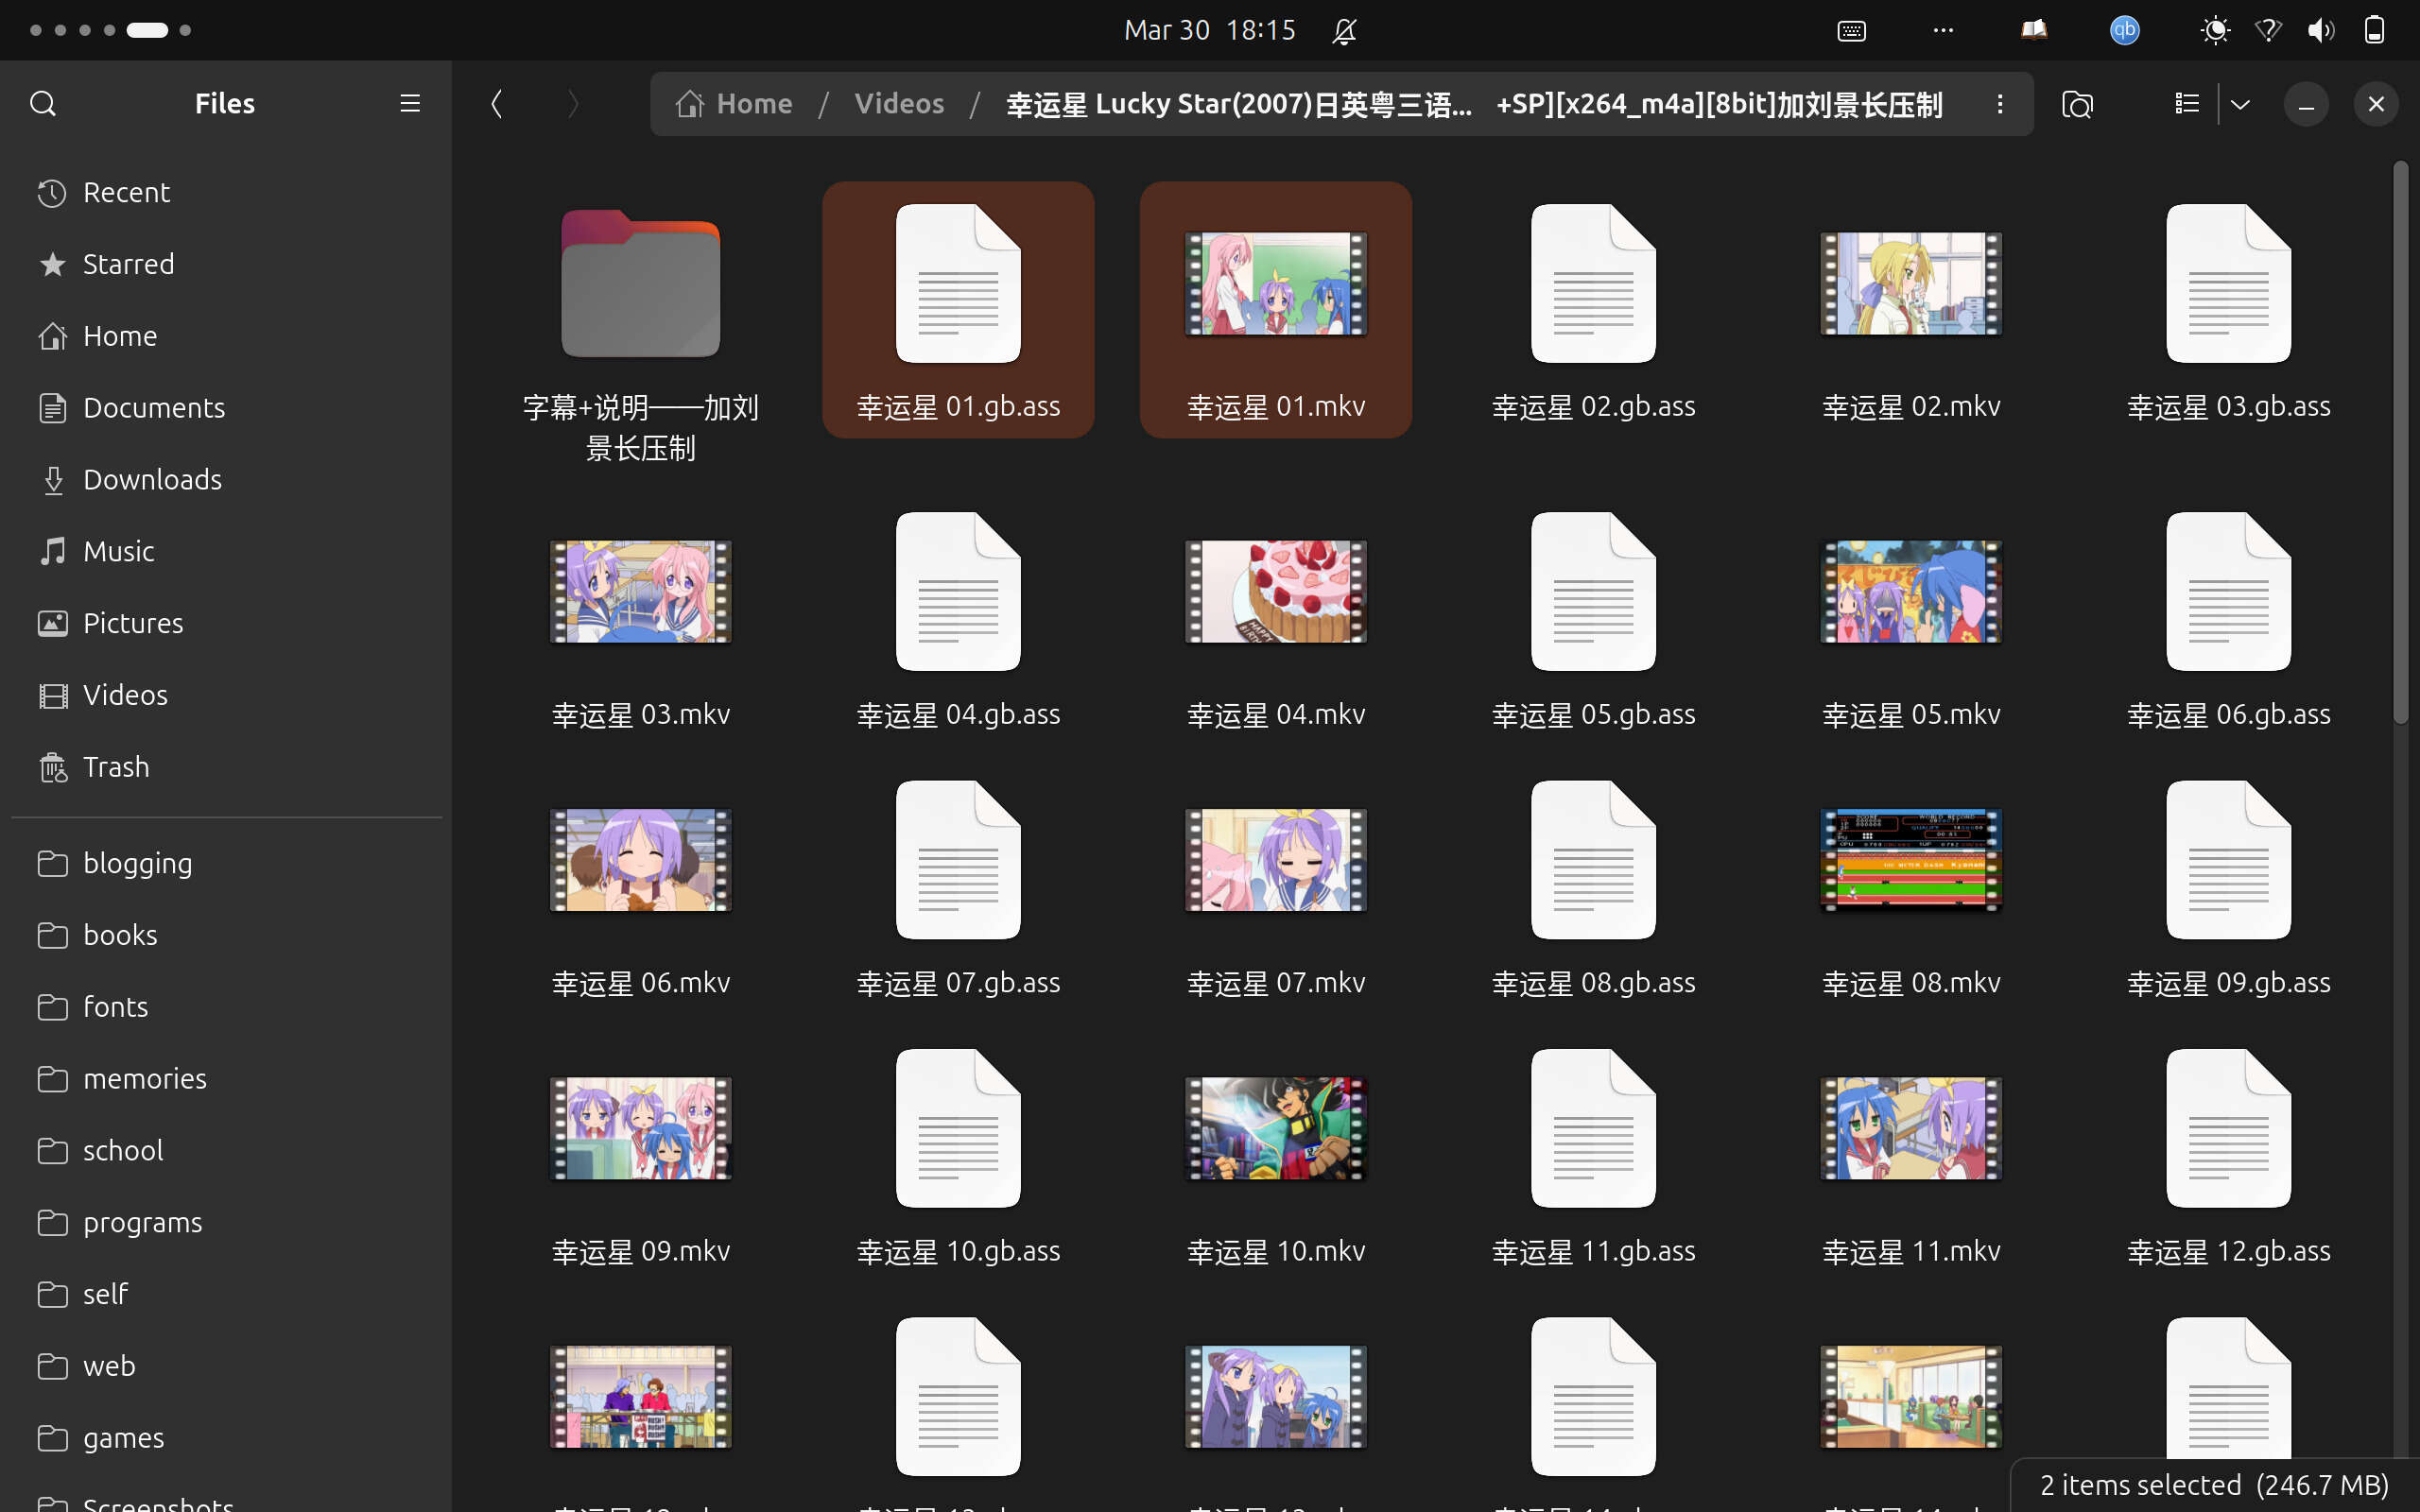 Mar 30 18:15
qb
Files
Home / Videos / 幸运星 Lucky Star(2007)日英粤三语... +SP][x264_m4a][8bit]加刘景长压制
Recent
Starred
Home
Documents
Downloads
Music
Pictures
Videos
Trash
blogging
books
fonts
memories
school
programs
self
web
games
Screenshots
字幕+说明——加刘
景长压制
幸运星 01.gb.ass
幸运星 01.mkv
幸运星 02.gb.ass
幸运星 02.mkv
幸运星 03.gb.ass
幸运星 03.mkv
幸运星 04.gb.ass
幸运星 04.mkv
幸运星 05.gb.ass
幸运星 05.mkv
幸运星 06.gb.ass
幸运星 06.mkv
幸运星 07.gb.ass
幸运星 07.mkv
幸运星 08.gb.ass
幸运星 08.mkv
幸运星 09.gb.ass
幸运星 09.mkv
幸运星 10.gb.ass
幸运星 10.mkv
幸运星 11.gb.ass
幸运星 11.mkv
幸运星 12.gb.ass
2 items selected (246.7 MB)